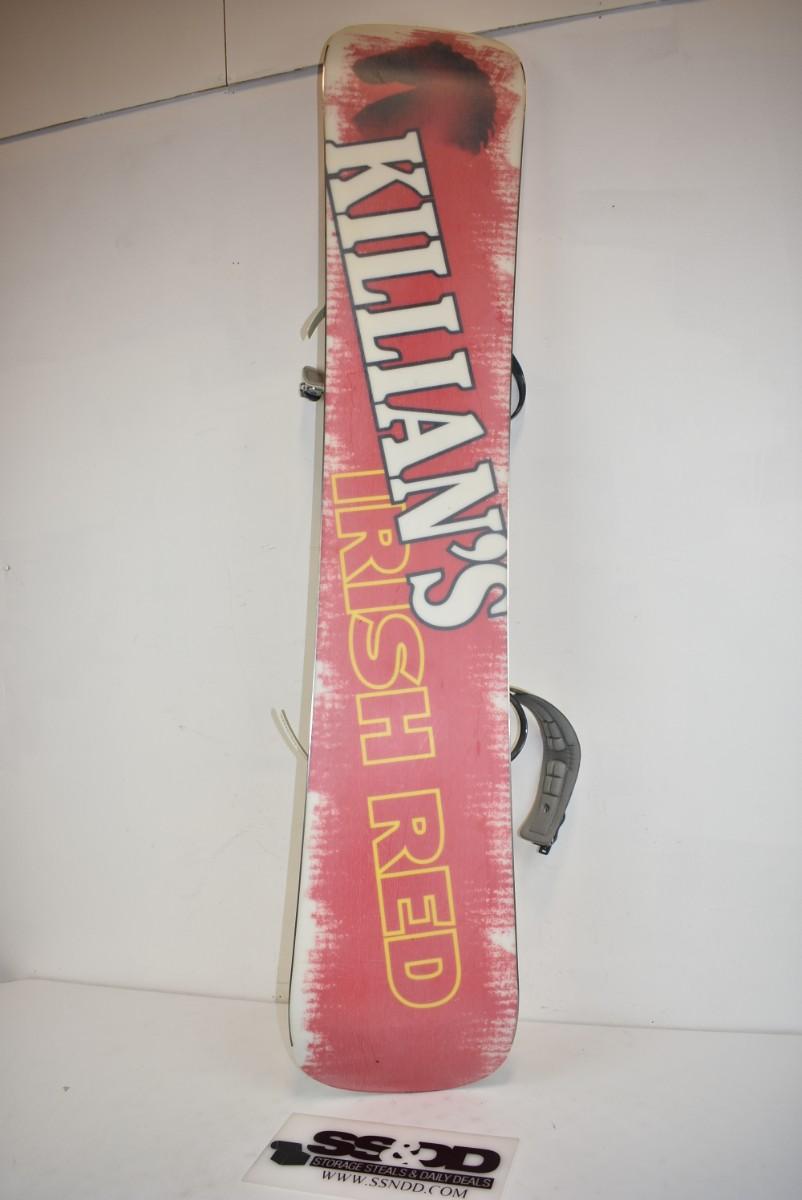 KILLIAN'S
IRISH RED
SS&DD
STORAGE STEALS & DAILY DEALS
WWW.SSNDD.COM